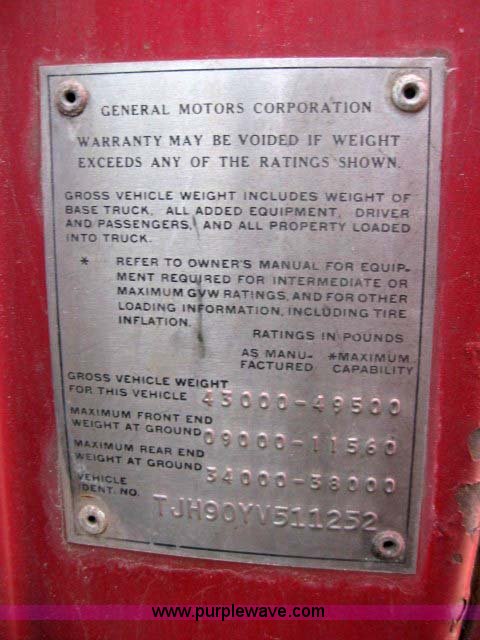 GENERAL MOTORS CORPORATION
WARRANTY MAY BE VOIDED IF WEIGHT
EXCEEDS ANY OF THE RATINGS SHOWN.
GROSS VEHICLE WEIGHT INCLUDES WEIGHT OF
BASE TRUCK, ALL ADDED EQUIPMENT, DRIVER
AND PASSENGERS, AND ALL PROPERTY LOADED
INTO TRUCK.
* REFER TO OWNER'S MANUAL FOR EQUIP-
MENT REQUIRED FOR INTERMEDIATE OR
MAXIMUM GVW RATINGS, AND FOR OTHER
LOADING INFORMATION, INCLUDING TIRE
INFLATION.
RATINGS IN POUNDS
AS MANU- *MAXIMUM
FACTURED CAPABILITY
GROSS VEHICLE WEIGHT
FOR THIS VEHICLE 43000-49500
MAXIMUM FRONT END
WEIGHT AT GROUND 09000-11560
MAXIMUM REAR END
WEIGHT AT GROUND 34000-38000
VEHICLE
IDENT. NO. TJH90YV511252
www.purplewave.com